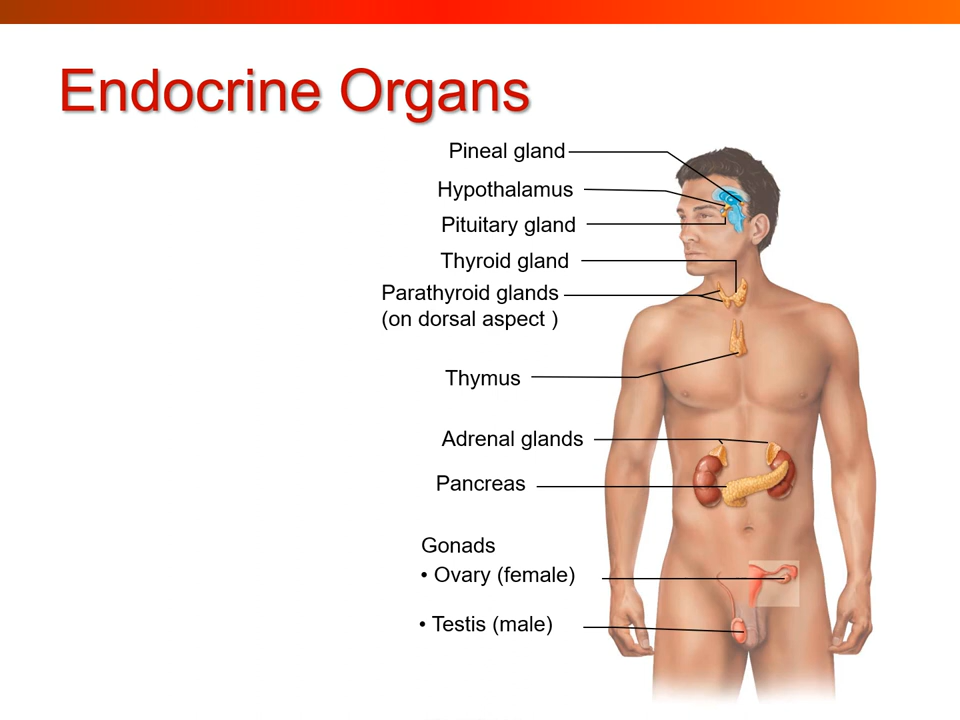 Endocrine Organs
Pineal gland
Hypothalamus
Pituitary gland
Thyroid gland
Parathyroid glands
(on dorsal aspect )
Thymus
Adrenal glands
Pancreas
Gonads
• Ovary (female)
• Testis (male)